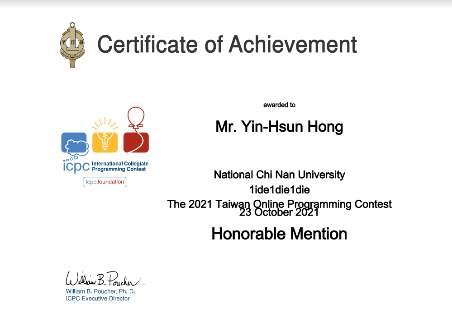 Certificate of Achievement
awarded to
Mr. Yin-Hsun Hong
icpc International Collegiate Programming Contest
icpc.foundation
National Chi Nan University
1ide1die1die
The 2021 Taiwan Online Programming Contest
23 October 2021
Honorable Mention
William B. Poucher
William B. Poucher, Ph. D.
ICPC Executive Director